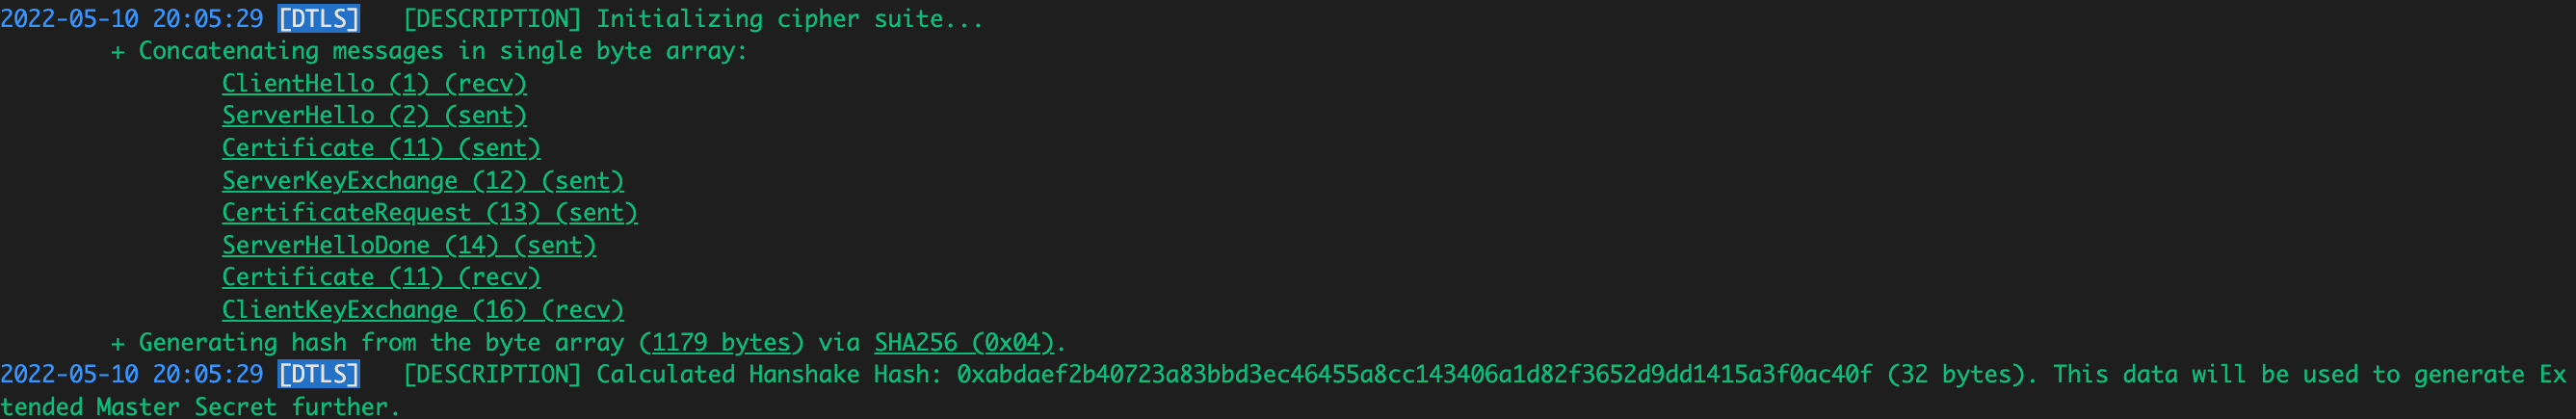 2022-05-10 20:05:29 [DTLS] [DESCRIPTION] Initializing cipher suite...
+ Concatenating messages in single byte array:
ClientHello (1) (recv)
ServerHello (2) (sent)
Certificate (11) (sent)
ServerKeyExchange (12) (sent)
CertificateRequest (13) (sent)
ServerHelloDone (14) (sent)
Certificate (11) (recv)
ClientKeyExchange (16) (recv)
+ Generating hash from the byte array (1179 bytes) via SHA256 (0x04).
2022-05-10 20:05:29 [DTLS] [DESCRIPTION] Calculated Hanshake Hash: 0xabdaef2b40723a83bbd3ec46455a8cc143406a1d82f3652d9dd1415a3f0ac40f (32 bytes). This data will be used to generate Ex
tended Master Secret further.